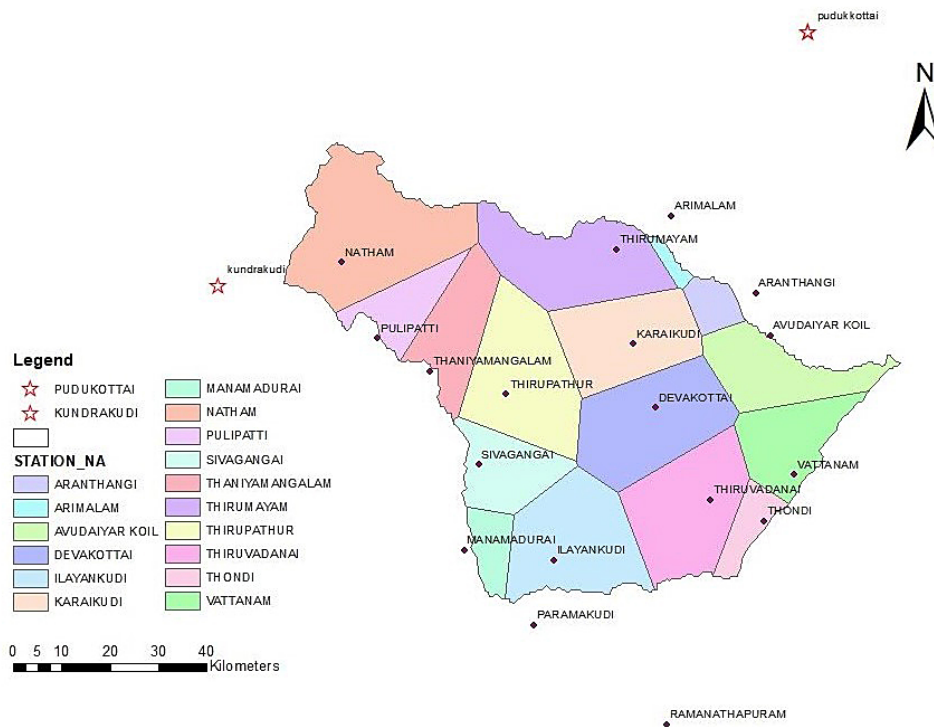 pudukkottai
N
ARIMALAM
THIRUMAYAM
NATHAM
kundrakudi
ARANTHANGI
PULIPATTI
KARAIKUDI
AVUDAIYAR KOIL
THANIYAMANGALAM
THIRUPATHUR
DEVAKOTTAI
SIVAGANGAI
VATTANAM
THIRUVADANAI
THONDI
MANAMADURAI
ILAYANKUDI
PARAMAKUDI
RAMANATHAPURAM
Legend
PUDUKOTTAI
KUNDRAKUDI
STATION_NA
ARANTHANGI
ARIMALAM
AVUDAIYAR KOIL
DEVAKOTTAI
ILAYANKUDI
KARAIKUDI
MANAMADURAI
NATHAM
PULIPATTI
SIVAGANGAI
THANIYAMANGALAM
THIRUMAYAM
THIRUPATHUR
THIRUVADANAI
THONDI
VATTANAM
0 5 10 20 30 40
Kilometers